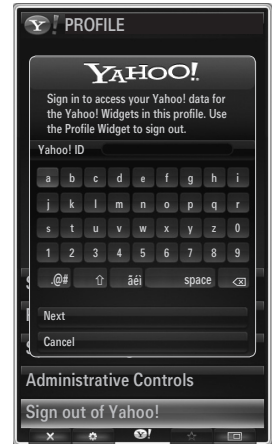 Y! PROFILE
YAHOO!
Sign in to access your Yahoo! data for
the Yahoo! Widgets in this profile. Use
the Profile Widget to sign out.
Yahoo! ID
a b c d e f g h i
j k l m n o p q r
s t u v w x y z 0
1 2 3 4 5 6 7 8 9
.@# ⇧ āéi space ⌫
Next
Cancel
Administrative Controls
Sign out of Yahoo!
Y!